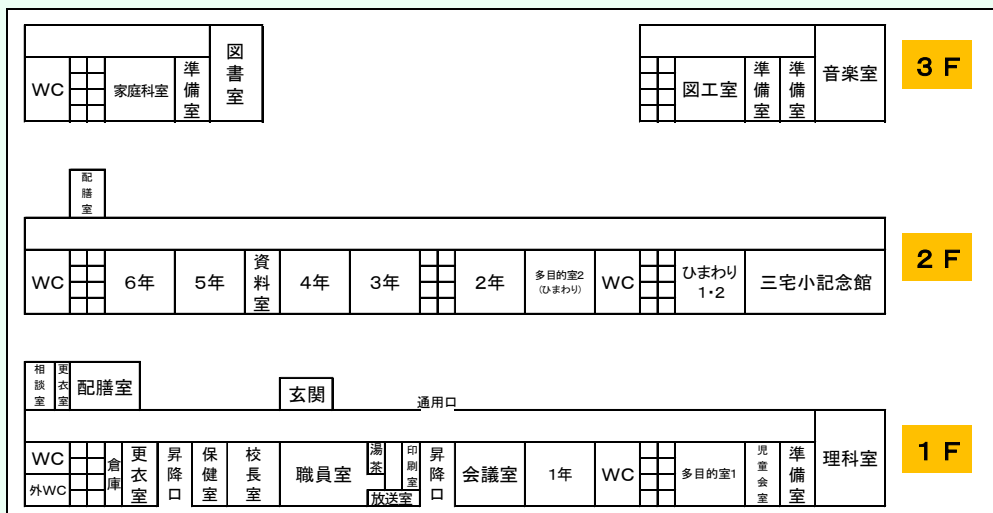 図書室
WC
家庭科室
準備室
図工室
準備室
準備室
音楽室
3F
配膳室
WC
6年
5年
資料室
4年
3年
2年
多目的室2
(ひまわり)
WC
ひまわり
1・2
三宅小記念館
2F
相談室
更衣室
配膳室
玄関
通用口
WC
外WC
倉庫
更衣室
昇降口
保健室
校長室
職員室
湯茶
印刷室
放送室
昇降口
会議室
1年
WC
多目的室1
児童会室
準備室
理科室
1F